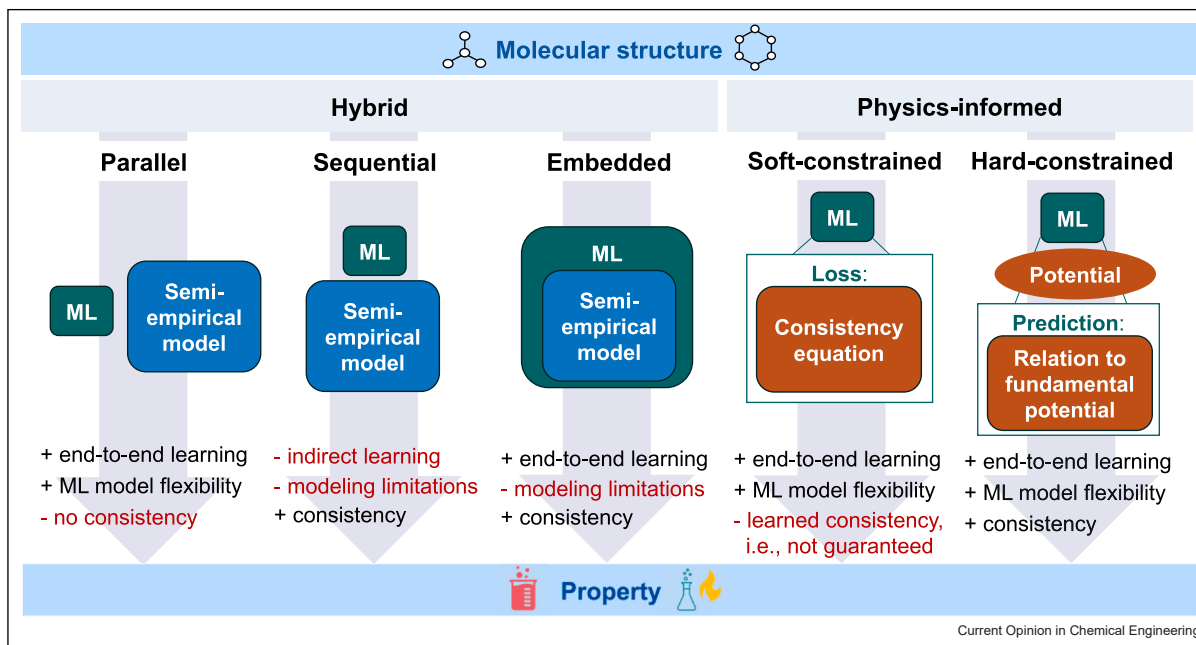 Molecular structure
Hybrid
Physics-informed
Parallel
Sequential
Embedded
Soft-constrained
Hard-constrained
ML
Semi-
empirical
model
ML
Semi-
empirical
model
ML
Semi-
empirical
model
ML
Loss:
Consistency
equation
ML
Potential
Prediction:
Relation to
fundamental
potential
+ end-to-end learning
+ ML model flexibility
- no consistency
- indirect learning
- modeling limitations
+ consistency
+ end-to-end learning
- modeling limitations
+ consistency
+ end-to-end learning
+ ML model flexibility
- learned consistency,
i.e., not guaranteed
+ end-to-end learning
+ ML model flexibility
+ consistency
Property
Current Opinion in Chemical Engineering